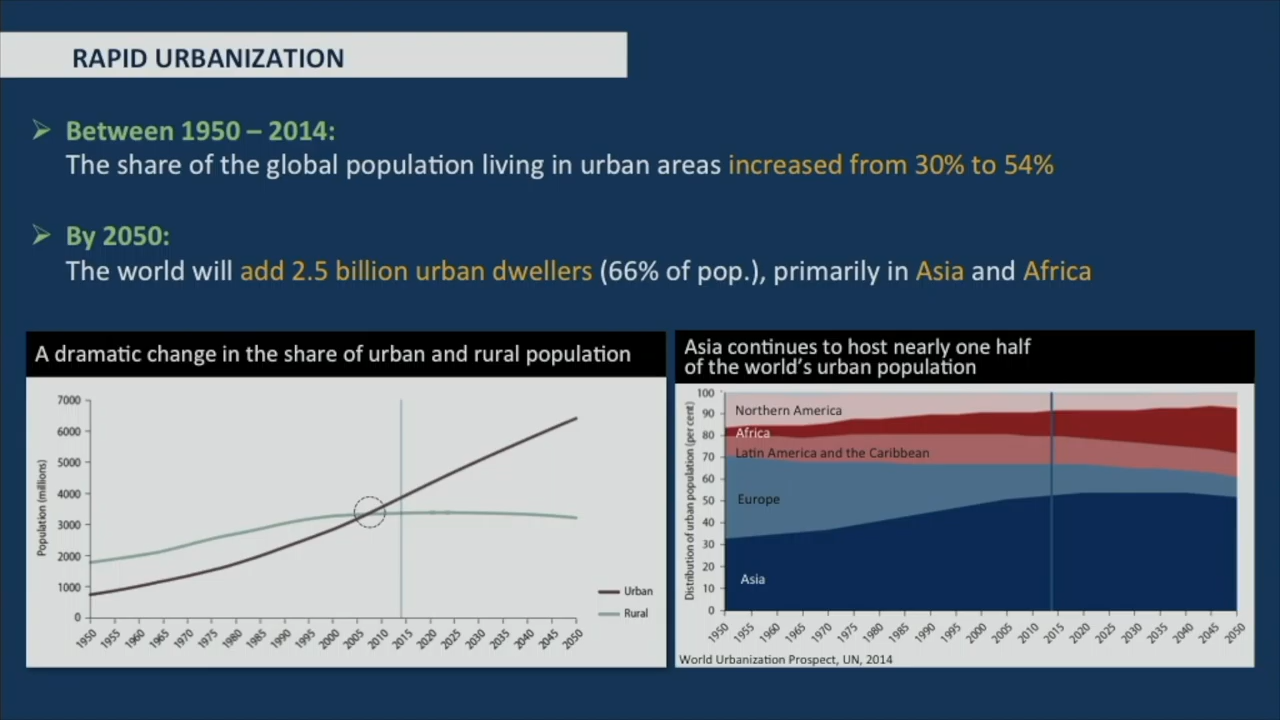 RAPID URBANIZATION
Between 1950 – 2014:
The share of the global population living in urban areas increased from 30% to 54%
By 2050:
The world will add 2.5 billion urban dwellers (66% of pop.), primarily in Asia and Africa
A dramatic change in the share of urban and rural population
Population (millions)
7000
6000
5000
4000
3000
2000
1000
0
1950 1955 1960 1965 1970 1975 1980 1985 1990 1995 2000 2005 2010 2015 2020 2025 2030 2035 2040 2045 2050
Urban
Rural
Asia continues to host nearly one half
of the world's urban population
Distribution of urban population (per cent)
100
90
80
70
60
50
40
30
20
10
0
Northern America
Africa
Latin America and the Caribbean
Europe
Asia
1950 1955 1960 1965 1970 1975 1980 1985 1990 1995 2000 2005 2010 2015 2020 2025 2030 2035 2040 2045 2050
World Urbanization Prospect, UN, 2014